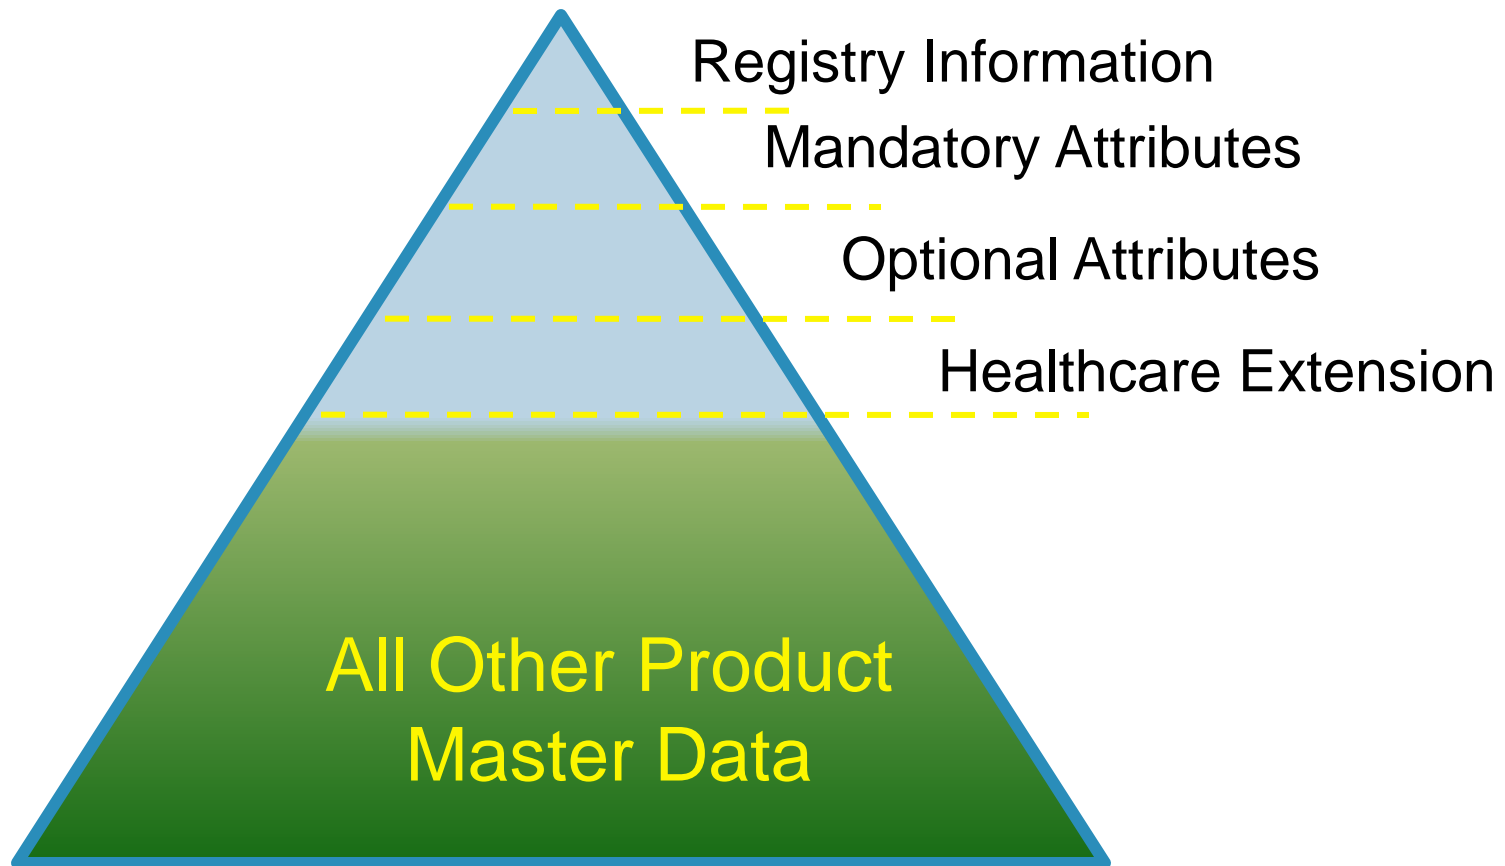 Registry Information
Mandatory Attributes
Optional Attributes
Healthcare Extension
All Other Product
Master Data